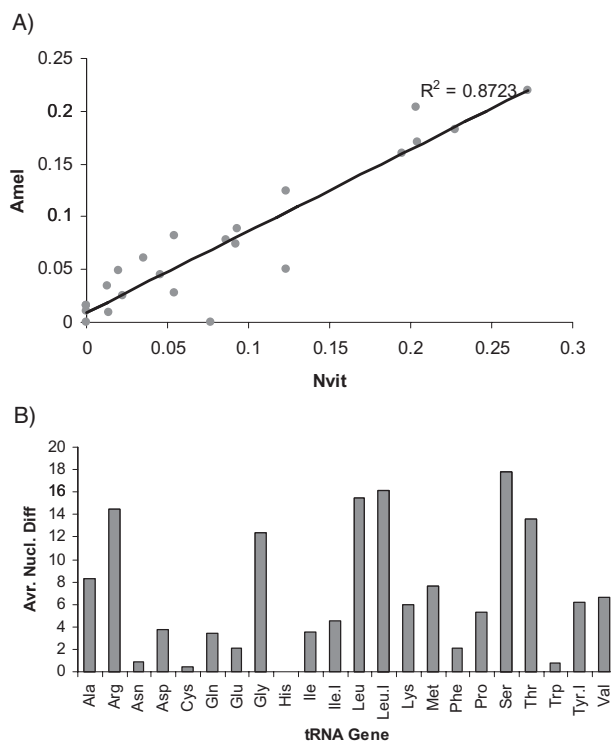 A)
0.25
0.2
0.15
0.1
0.05
0
Amel
R² = 0.8723
0 0.05 0.1 0.15 0.2 0.25 0.3
Nvit
B)
20
18
16
14
12
10
8
6
4
2
0
Avr. Nucl. Diff
Ala Arg Asn Asp Cys Gln Glu Gly His Ile Ile.I Leu Leu.I Lys Met Phe Pro Ser Thr Trp Tyr.I Val
tRNA Gene